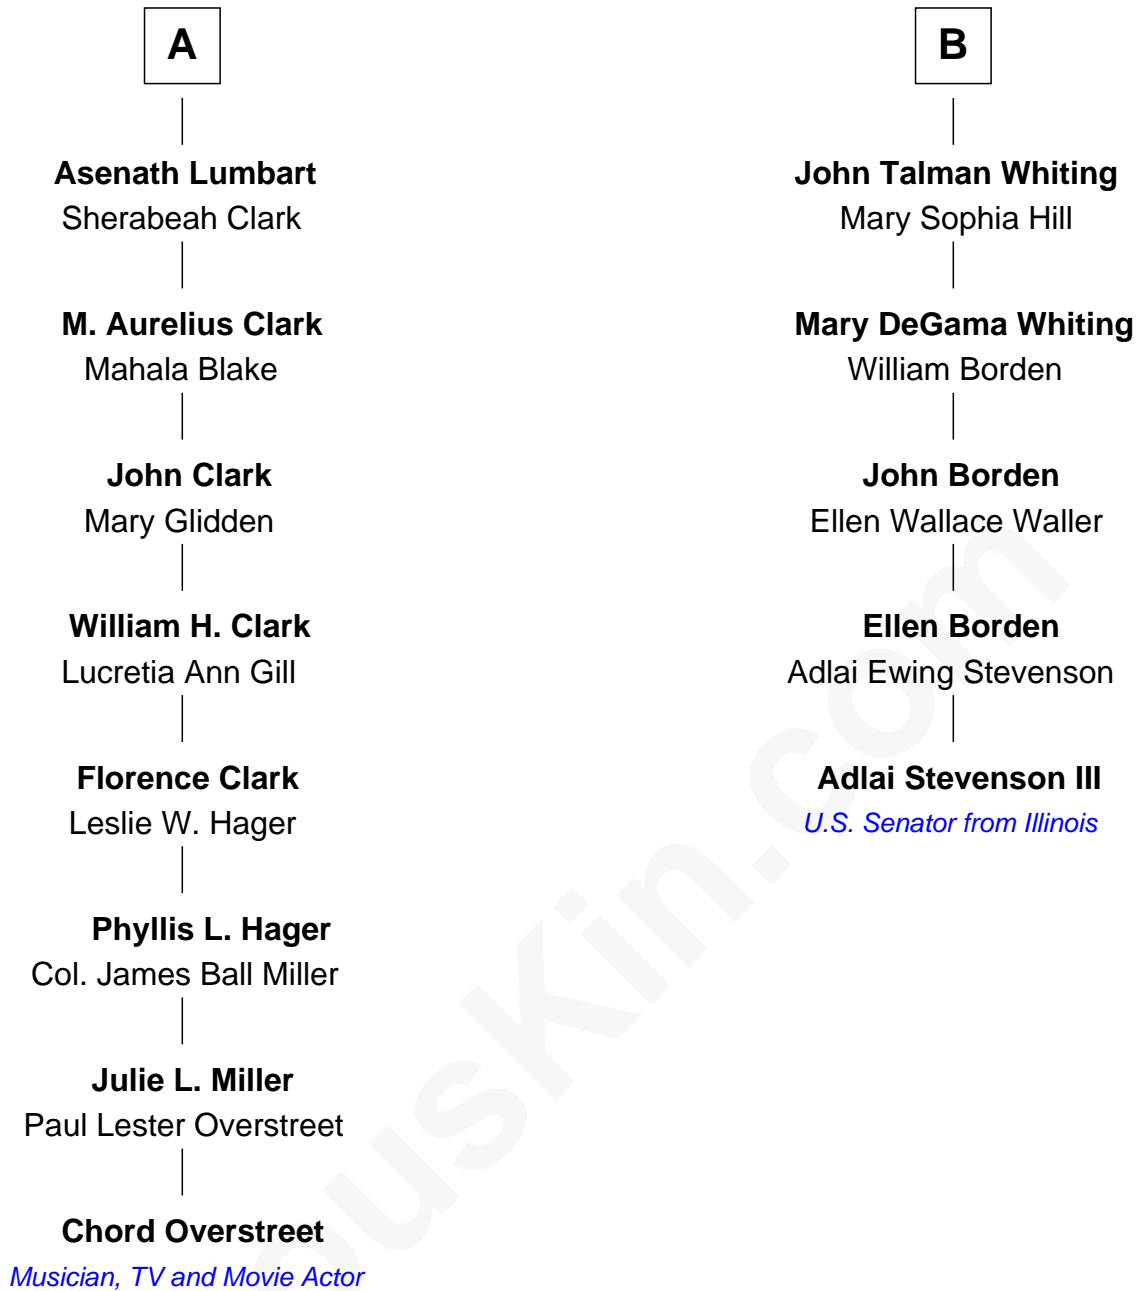 A
Asenath Lumbart
Sherabeah Clark
M. Aurelius Clark
Mahala Blake
John Clark
Mary Glidden
William H. Clark
Lucretia Ann Gill
Florence Clark
Leslie W. Hager
Phyllis L. Hager
Col. James Ball Miller
Julie L. Miller
Paul Lester Overstreet
Chord Overstreet
Musician, TV and Movie Actor
B
John Talman Whiting
Mary Sophia Hill
Mary DeGama Whiting
William Borden
John Borden
Ellen Wallace Waller
Ellen Borden
Adlai Ewing Stevenson
Adlai Stevenson III
U.S. Senator from Illinois
ousKin.com